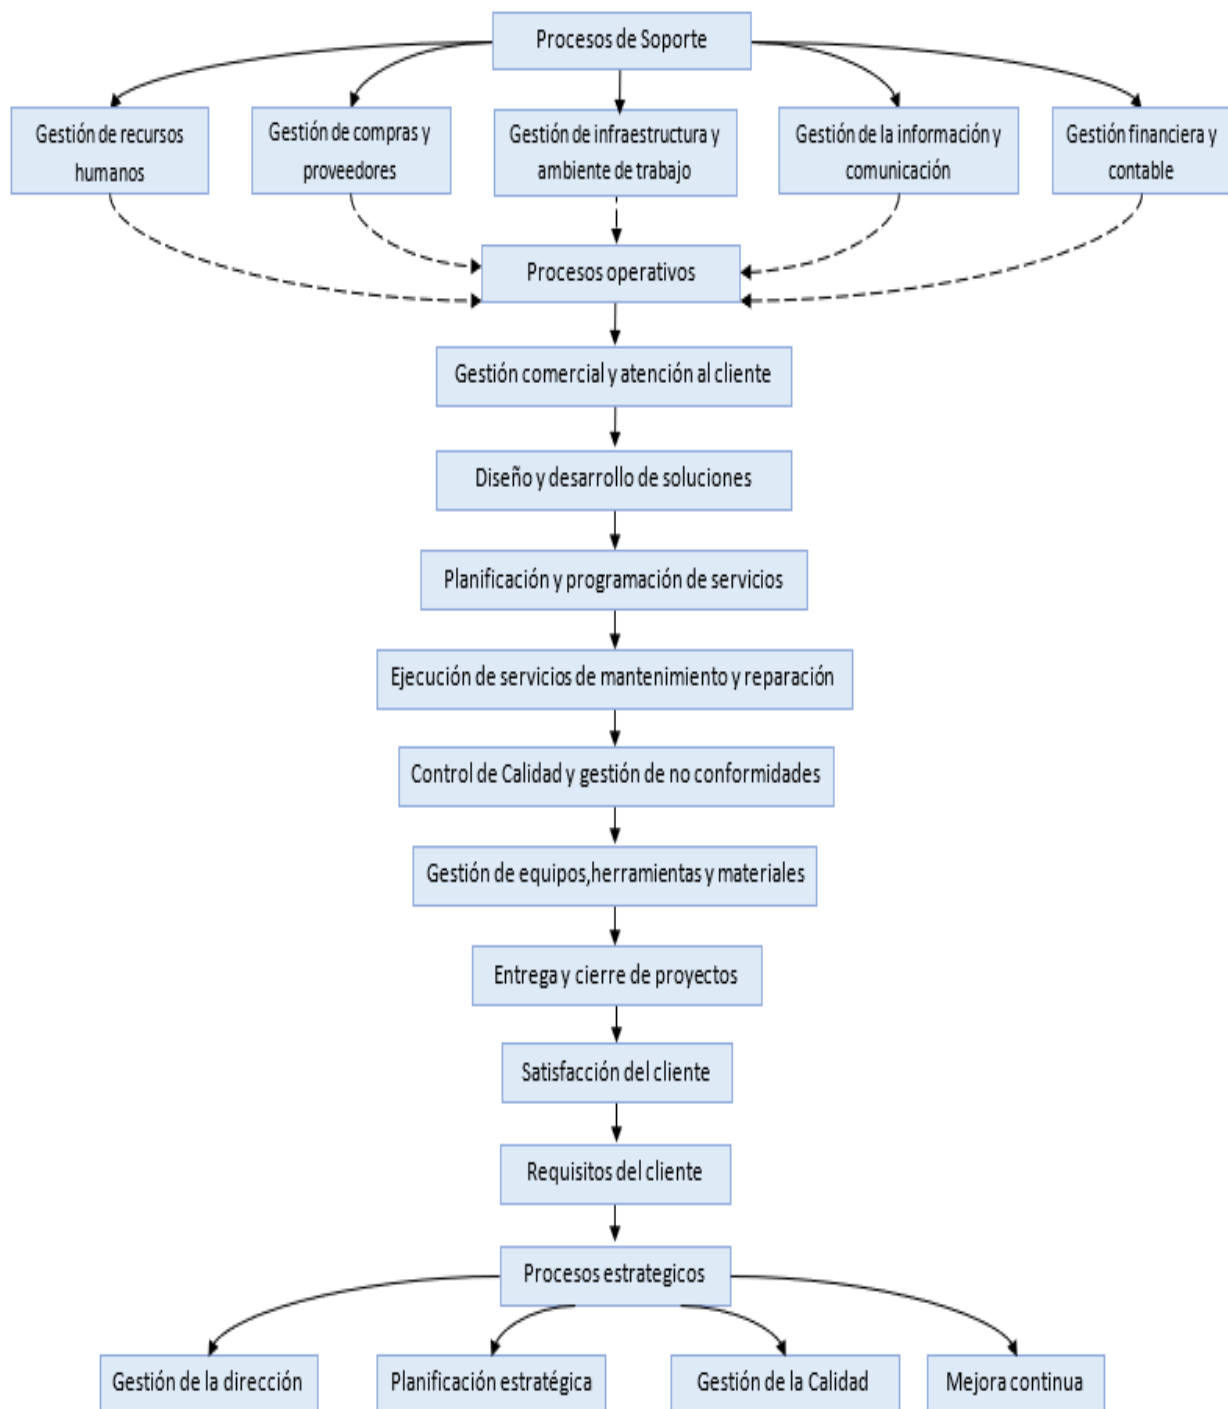 Procesos de Soporte
Gestión de recursos
humanos
Gestión de compras y
proveedores
Gestión de infraestructura y
ambiente de trabajo
Gestión de la información y
comunicación
Gestión financiera y
contable
Procesos operativos
Gestión comercial y atención al cliente
Diseño y desarrollo de soluciones
Planificación y programación de servicios
Ejecución de servicios de mantenimiento y reparación
Control de Calidad y gestión de no conformidades
Gestión de equipos,herramientas y materiales
Entrega y cierre de proyectos
Satisfacción del cliente
Requisitos del cliente
Procesos estrategicos
Gestión de la dirección
Planificación estratégica
Gestión de la Calidad
Mejora continua